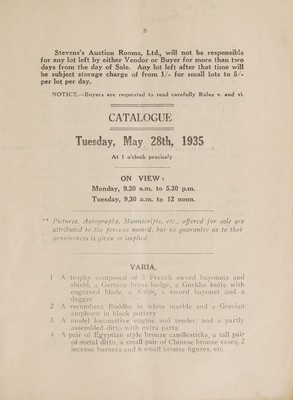 5
Stevens's Auction Rooms, Ltd., will not be responsible
for any lot left by either Vendor or Buyer for more than two
days from the day of Sale. Any lot left after that time will
be subject storage charge of from 1/- for small lots to 5/-
per lot per day.
NOTICE.—Buyers are requested to read carefully Rules v. and vi.
CATALOGUE
Tuesday, May 28th, 1935
At 1 o'clock precisely
ON VIEW :
Monday, 9.30 a.m. to 5.30 p.m.
Tuesday, 9.30 a.m. to 12 noon.
** Pictures, Autographs, Manuscripts, etc., offered for sale are
attributed to the persons named, but no guarantee as to their
genuineness is given or implied.
VARIA.
1 A trophy composed of 3 French sword bayonets and
shield, a German brass badge, a Gurkha knife with
engraved blade, a a sword bayonet and a
dagger
2 A recumbent Buddha in white marble and a Grecian
amphorae in black pottery
3 A model locomotive engine and tender, and a partly
assembled ditto with extra parts
4 A pair of Egyptian style bronze candlesticks, a tall pair
of metal ditto, a small pair of Chinese bronze vases, 2
incense burners and 6 small bronze figures, etc.